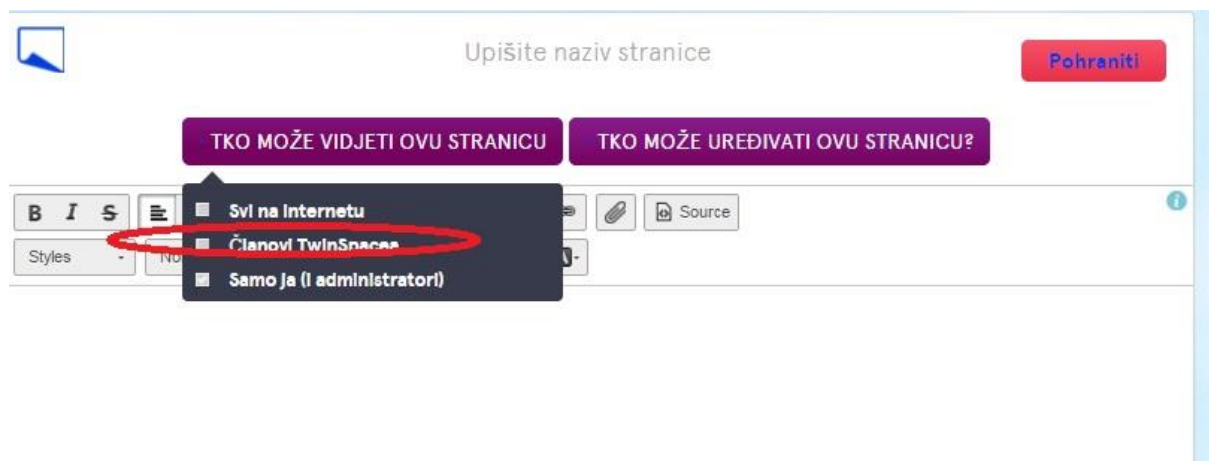 Upišite naziv stranice
Pohraniti
TKO MOŽE VIDJETI OVU STRANICU
TKO MOŽE UREĐIVATI OVU STRANICU?
Svi na internetu
B I S
Source
Članovi TwinSpacea
Styles
No
Samo ja (i administratori)